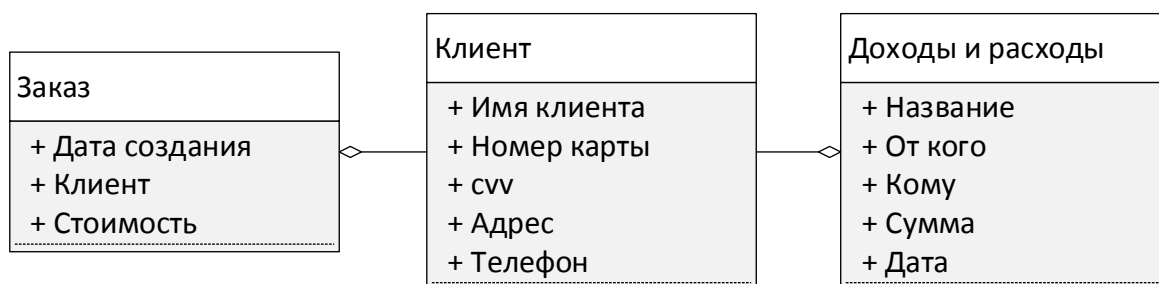 Заказ
+ Дата создания
+ Клиент
+ Стоимость
Клиент
+ Имя клиента
+ Номер карты
+ cvv
+ Адрес
+ Телефон
Доходы и расходы
+ Название
+ От кого
+ Кому
+ Сумма
+ Дата